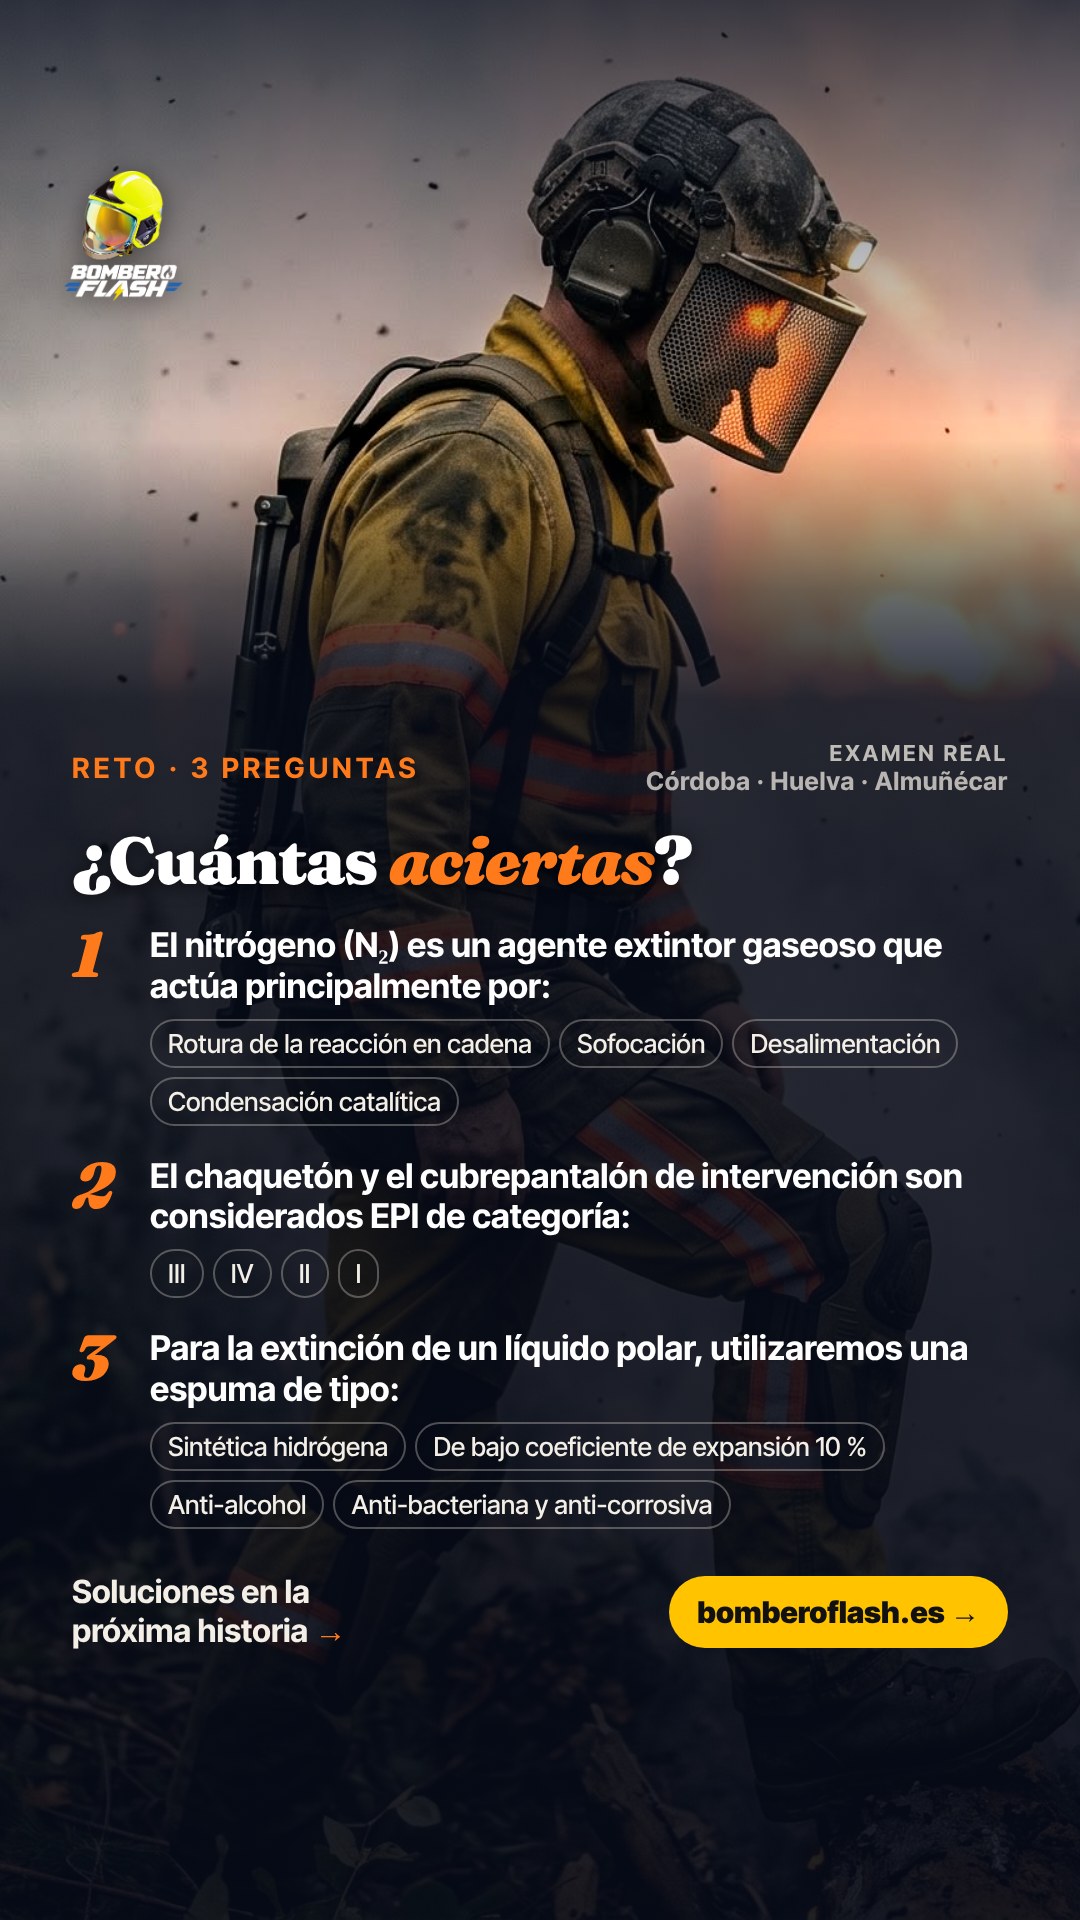 BOMBERO
FLASH
RETO · 3 PREGUNTAS
EXAMEN REAL
Córdoba · Huelva · Almuñécar
¿Cuántas aciertas?
1
El nitrógeno (N₂) es un agente extintor gaseoso que
actúa principalmente por:
Rotura de la reacción en cadena
Sofocación
Desalimentación
Condensación catalítica
2
El chaquetón y el cubrepantalón de intervención son
considerados EPI de categoría:
III
IV
II
I
3
Para la extinción de un líquido polar, utilizaremos una
espuma de tipo:
Sintética hidrógena
De bajo coeficiente de expansión 10 %
Anti-alcohol
Anti-bacteriana y anti-corrosiva
Soluciones en la
próxima historia →
bomberoflash.es →